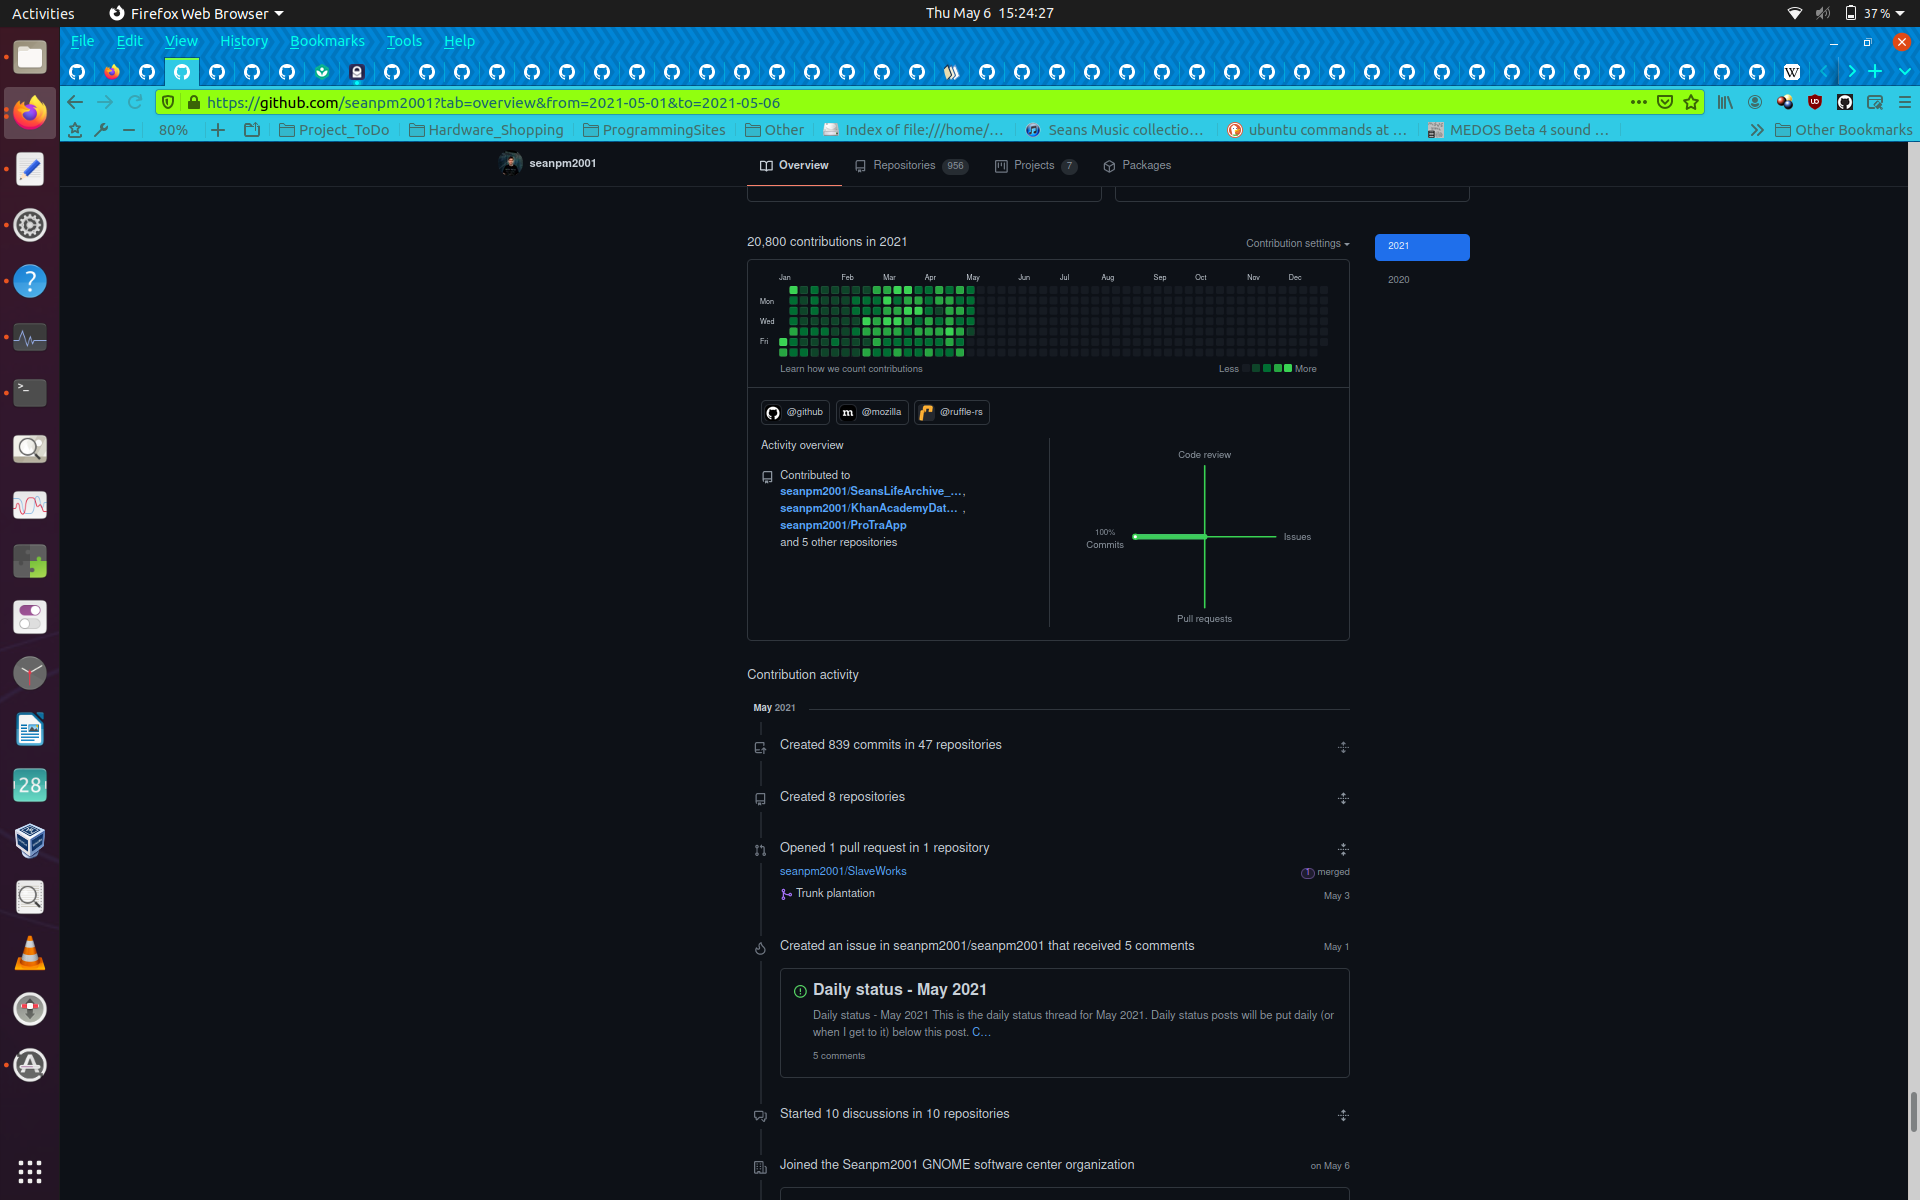 Activities Firefox Web Browser Thu May 6 15:24:27 37 %
File Edit View History Bookmarks Tools Help
https://github.com/seanpm2001?tab=overview&from=2021-05-01&to=2021-05-06
80% Project_ToDo Hardware_Shopping ProgrammingSites Other Index of file:///home/... Seans Music collectio... ubuntu commands at ... MEDOS Beta 4 sound ... Other Bookmarks
seanpm2001 Overview Repositories 956 Projects 7 Packages
20,800 contributions in 2021 Contribution settings 2021
2020
Jan Feb Mar Apr May Jun Jul Aug Sep Oct Nov Dec
Mon
Wed
Fri
Learn how we count contributions Less More
@github @mozilla @ruffle-rs
Activity overview
Contributed to
seanpm2001/SeansLifeArchive_...,
seanpm2001/KhanAcademyDat... ,
seanpm2001/ProTraApp
and 5 other repositories
Code review
100%
Commits
Issues
Pull requests
Contribution activity
May 2021
Created 839 commits in 47 repositories
Created 8 repositories
Opened 1 pull request in 1 repository
seanpm2001/SlaveWorks 1 merged
Trunk plantation May 3
Created an issue in seanpm2001/seanpm2001 that received 5 comments May 1
Daily status - May 2021
Daily status - May 2021 This is the daily status thread for May 2021. Daily status posts will be put daily (or
when I get to it) below this post. C...
5 comments
Started 10 discussions in 10 repositories
Joined the Seanpm2001 GNOME software center organization on May 6
28